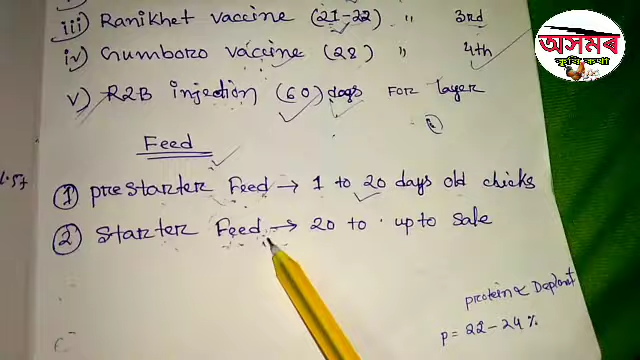 iii) Ranikhet vaccine (21-22) " 3rd
iv) Gumboro vaccine (28) " 4th
v) R2B injection (60) days FOR layer
Feed
1 prestarter Feed → 1 to 20 days old chicks
2 Starter Feed → 20 to up to sale
protein
p = 22-24%
অসমৰ
কৃষি কথা